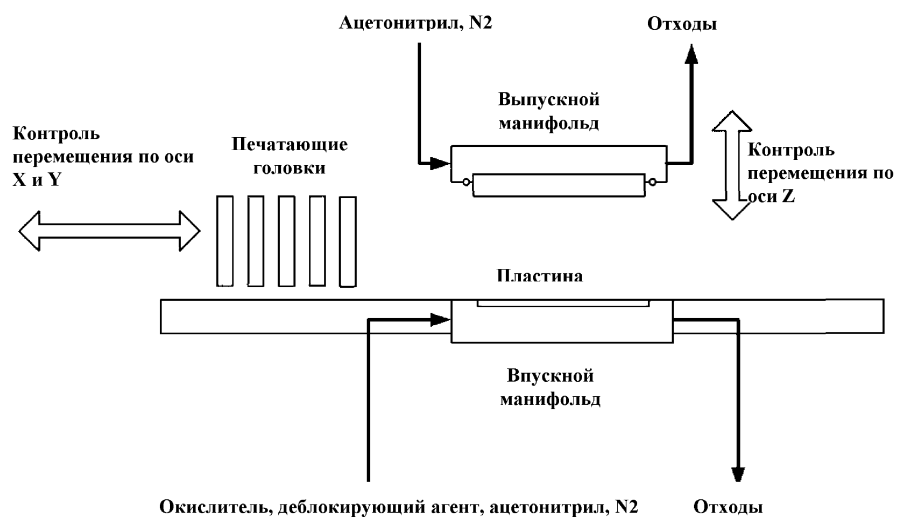 Ацетонитрил, N2
Отходы
Выпускной
манифольд
Контроль
перемещения по оси
X и Y
Печатающие
головки
Контроль
перемещения по
оси Z
Пластина
Впускной
манифольд
Окислитель, деблокирующий агент, ацетонитрил, N2
Отходы